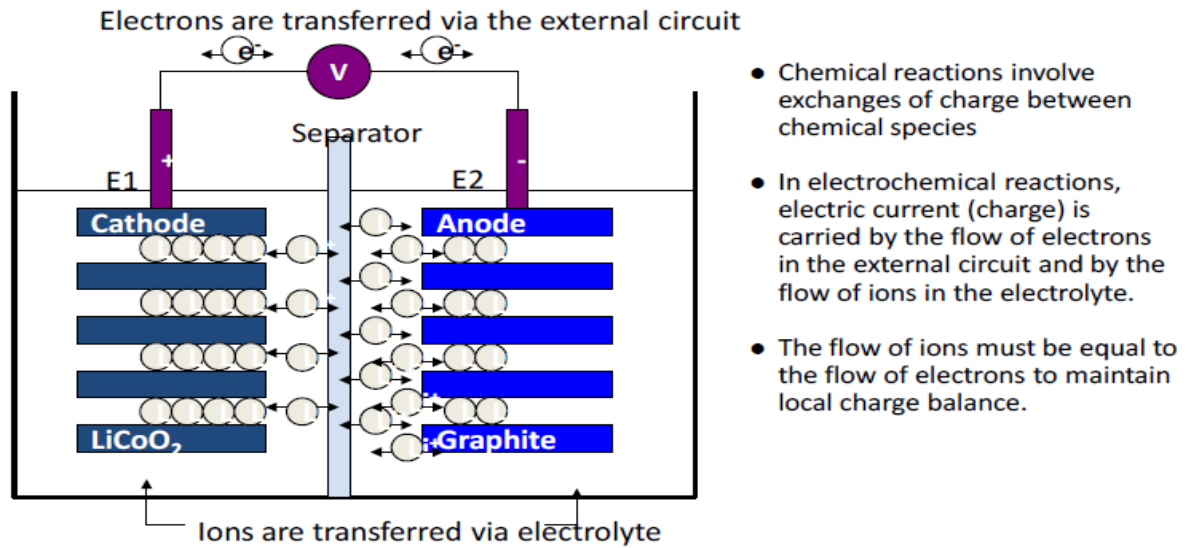 Electrons are transferred via the external circuit
e-
e-
V
Separator
+
-
E1
E2
Cathode
Anode
LiCoO2
Graphite
Ions are transferred via electrolyte
• Chemical reactions involve
exchanges of charge between
chemical species
• In electrochemical reactions,
electric current (charge) is
carried by the flow of electrons
in the external circuit and by the
flow of ions in the electrolyte.
• The flow of ions must be equal to
the flow of electrons to maintain
local charge balance.